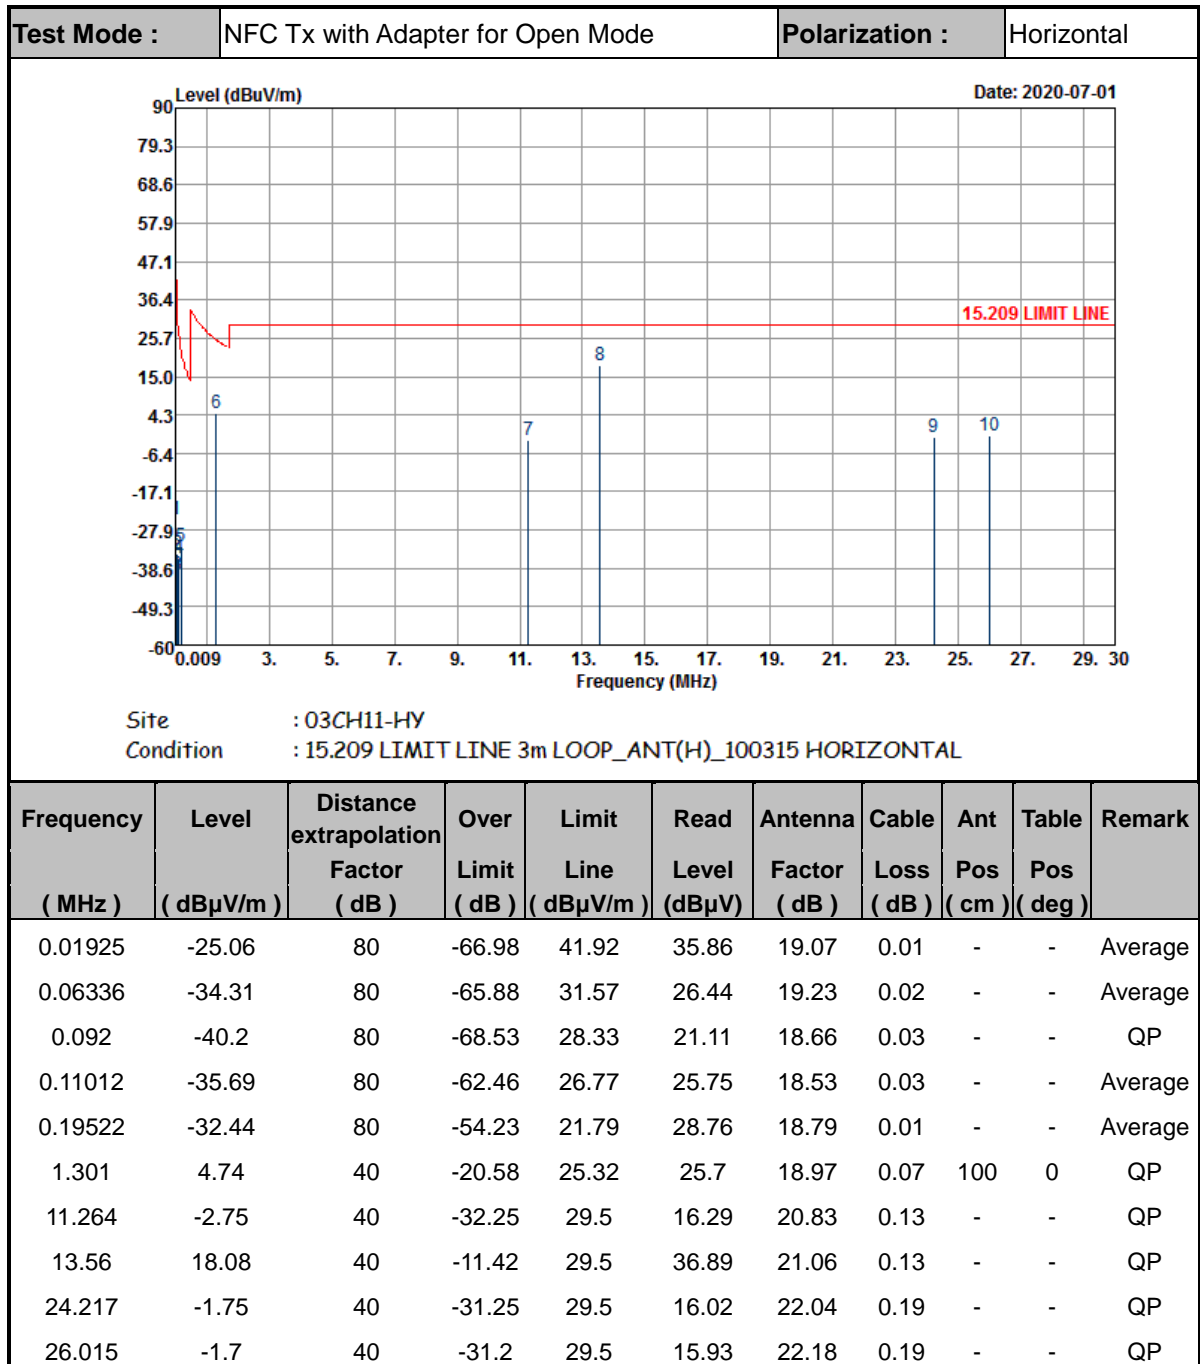 Test Mode : NFC Tx with Adapter for Open Mode Polarization : Horizontal
Level (dBuV/m) Date: 2020-07-01
90
79.3
68.6
57.9
47.1
36.4
15.209 LIMIT LINE
25.7
8
15.0
6
4.3
7
9
10
-6.4
-17.1
-27.9
5
-38.6
-49.3
-60
0.009 3. 5. 7. 9. 11. 13. 15. 17. 19. 21. 23. 25. 27. 29. 30
Frequency (MHz)
Site : 03CH11-HY
Condition : 15.209 LIMIT LINE 3m LOOP_ANT(H)_100315 HORIZONTAL
Frequency Level Distance extrapolation Over Limit Read Antenna Cable Ant Table Remark
Factor Limit Line Level Factor Loss Pos Pos
( MHz ) ( dBµV/m ) ( dB ) ( dB ) ( dBµV/m ) (dBµV) ( dB ) ( dB ) ( cm ) ( deg )
0.01925 -25.06 80 -66.98 41.92 35.86 19.07 0.01 - - Average
0.06336 -34.31 80 -65.88 31.57 26.44 19.23 0.02 - - Average
0.092 -40.2 80 -68.53 28.33 21.11 18.66 0.03 - - QP
0.11012 -35.69 80 -62.46 26.77 25.75 18.53 0.03 - - Average
0.19522 -32.44 80 -54.23 21.79 28.76 18.79 0.01 - - Average
1.301 4.74 40 -20.58 25.32 25.7 18.97 0.07 100 0 QP
11.264 -2.75 40 -32.25 29.5 16.29 20.83 0.13 - - QP
13.56 18.08 40 -11.42 29.5 36.89 21.06 0.13 - - QP
24.217 -1.75 40 -31.25 29.5 16.02 22.04 0.19 - - QP
26.015 -1.7 40 -31.2 29.5 15.93 22.18 0.19 - - QP